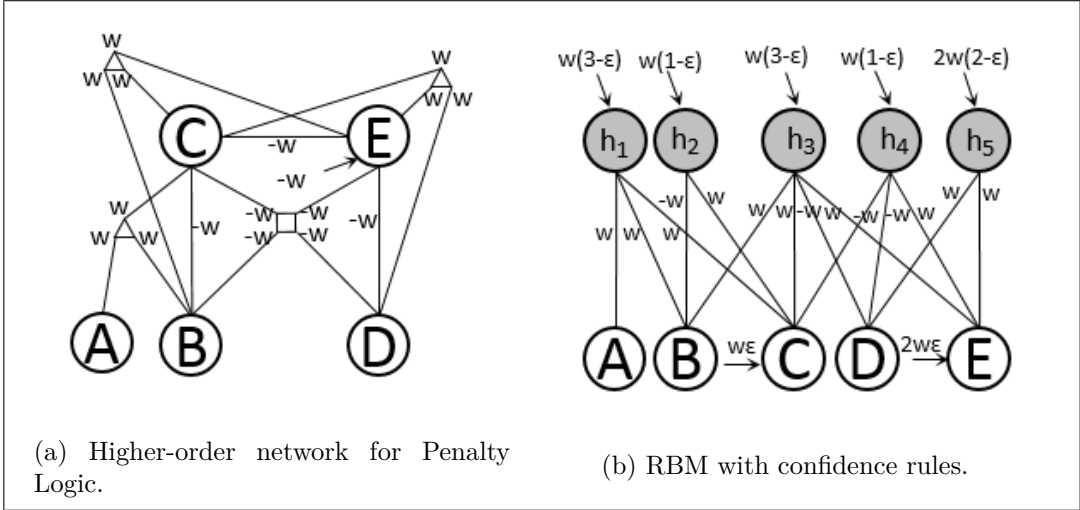 w
w w
C
E
-w
-w
w
w w
w
w w
-w
-w
-w
-w
-w
-w
A
B
D
(a) Higher-order network for Penalty
Logic.
w(3-ε) w(1-ε) w(3-ε) w(1-ε) 2w(2-ε)
h1 h2 h3 h4 h5
-w w w w w
w w -w w -w -w w
w w w
A B wε C D 2wε E
(b) RBM with confidence rules.